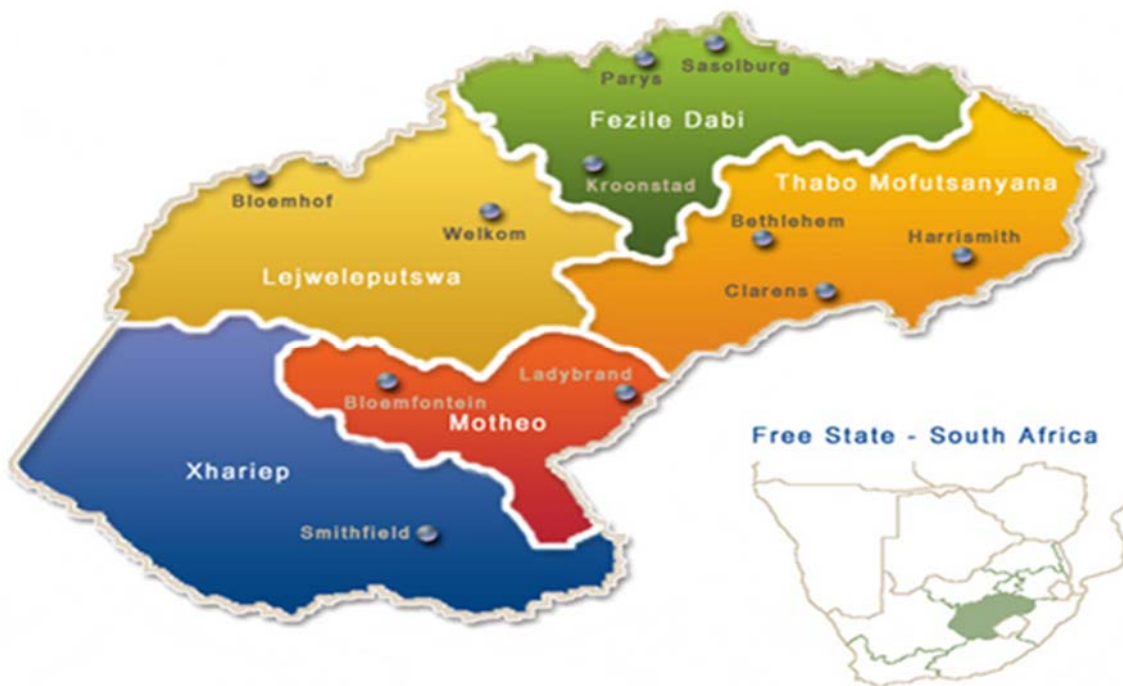 Sasolburg
Parys
Fezile Dabi
Kroonstad
Thabo Mofutsanyana
Bloemhof
Welkom
Bethlehem
Harrismith
Lejweleputswa
Clarens
Ladybrand
Bloemfontein
Motheo
Free State - South Africa
Xhariep
Smithfield